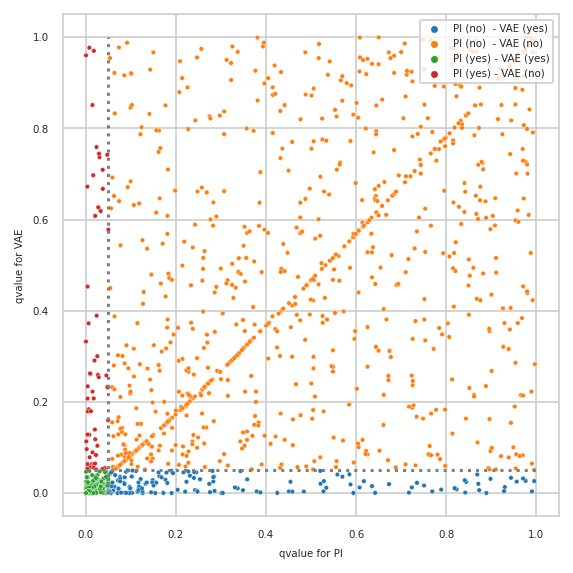 PI (no)  - VAE (yes)
PI (no)  - VAE (no)
PI (yes) - VAE (yes)
PI (yes) - VAE (no)
1.0
0.8
0.6
0.4
0.2
0.0
qvalue for VAE
0.0 0.2 0.4 0.6 0.8 1.0
qvalue for PI